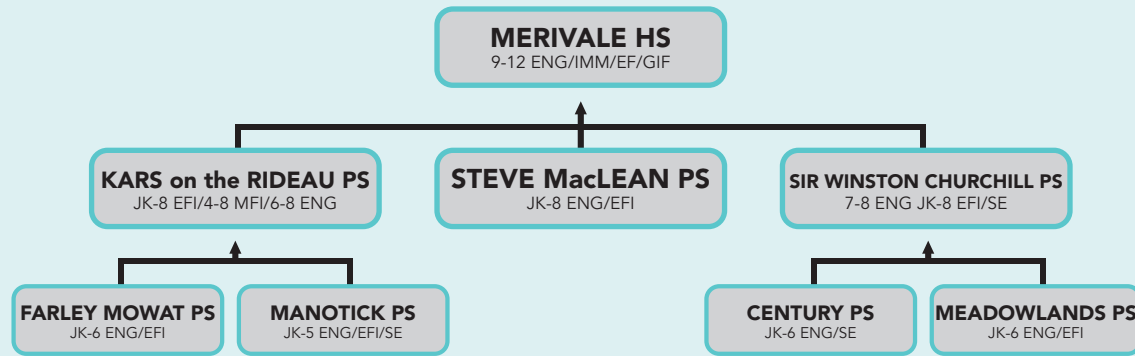 MERIVALE HS
9-12 ENG/IMM/EF/GIF
KARS on the RIDEAU PS
JK-8 EFI/4-8 MFI/6-8 ENG
STEVE MacLEAN PS
JK-8 ENG/EFI
SIR WINSTON CHURCHILL PS
7-8 ENG JK-8 EFI/SE
FARLEY MOWAT PS
JK-6 ENG/EFI
MANOTICK PS
JK-5 ENG/EFI/SE
CENTURY PS
JK-6 ENG/SE
MEADOWLANDS PS
JK-6 ENG/EFI